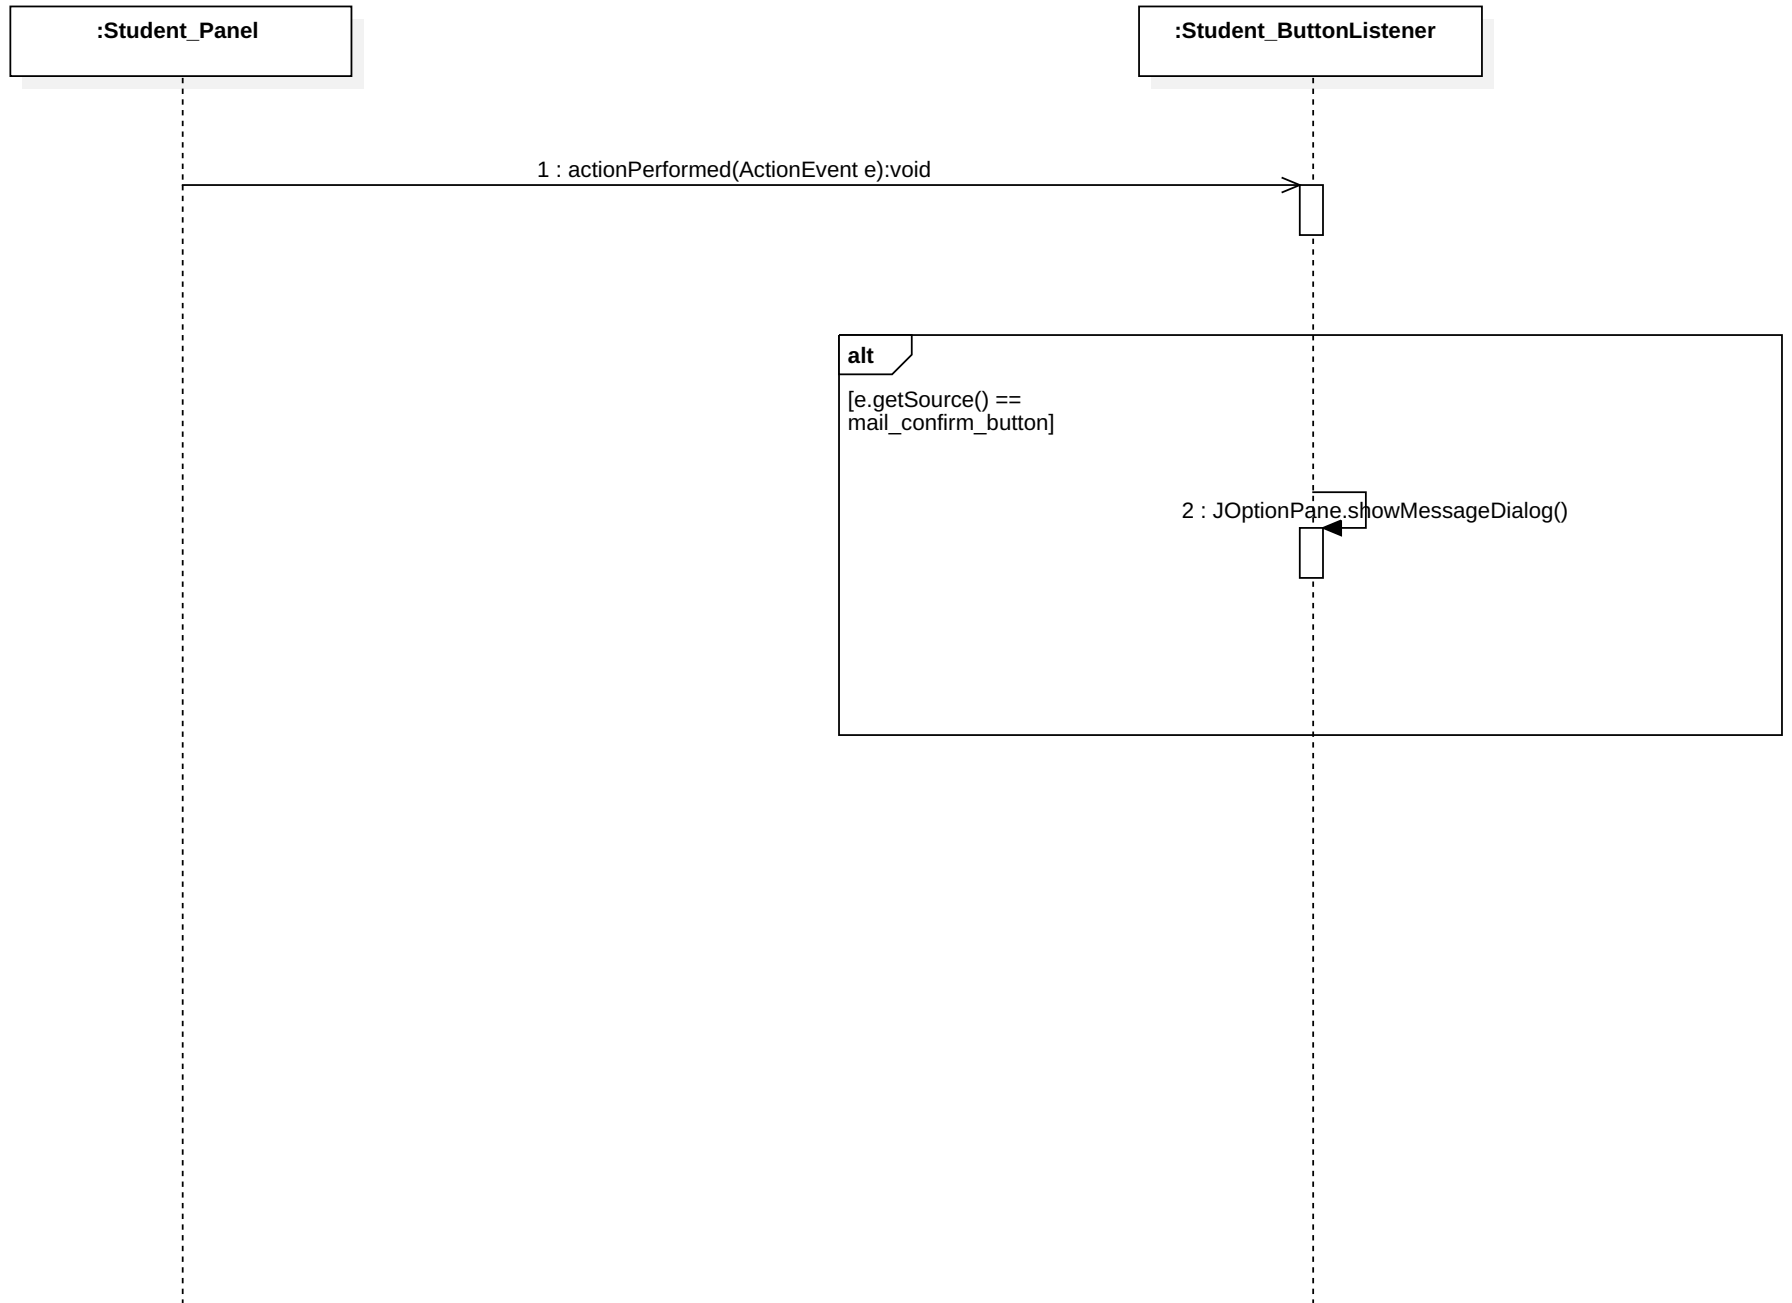 :Student_Panel
:Student_ButtonListener
1 : actionPerformed(ActionEvent e):void
alt
[e.getSource() ==
mail_confirm_button]
2 : JOptionPane.showMessageDialog()